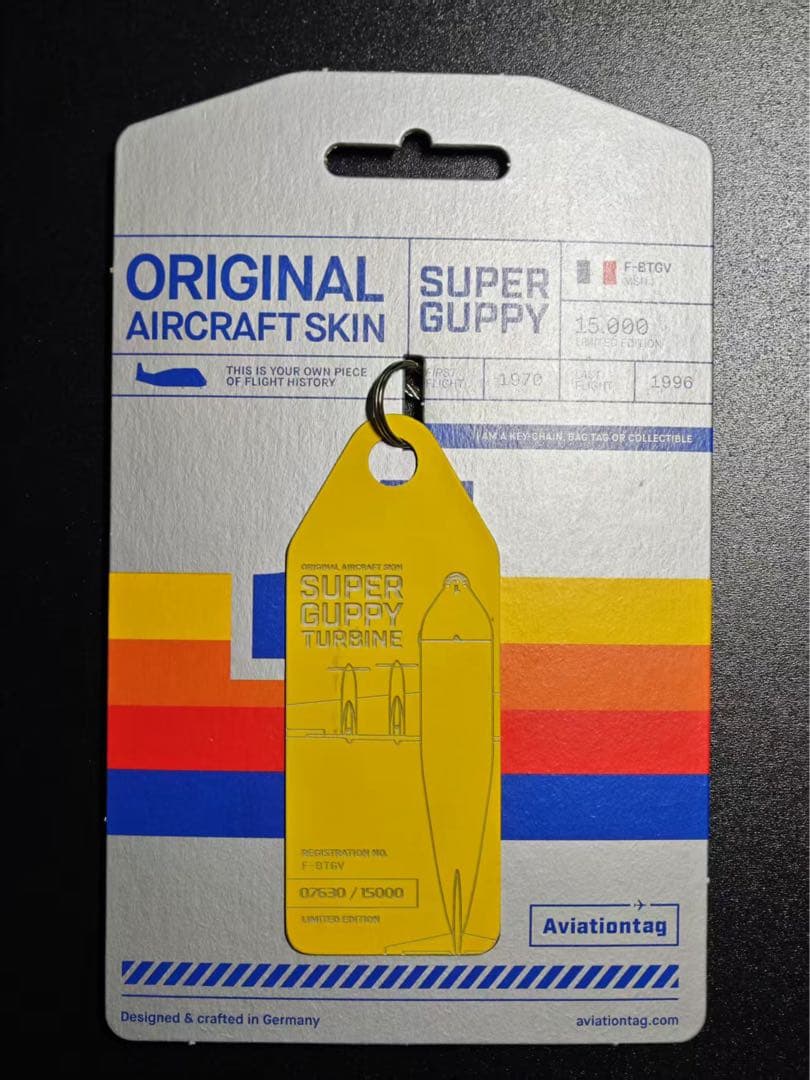 ORIGINAL
AIRCRAFT SKIN
SUPER
GUPPY
F-BTGV
MSN 1
15.000
LIMITED EDITION
THIS IS YOUR OWN PIECE
OF FLIGHT HISTORY
FIRST
FLIGHT
1970
LAST
FLIGHT
1996
I AM A KEY-CHAIN, BAG TAG OR COLLECTIBLE
ORIGINAL AIRCRAFT SKIN
SUPER
GUPPY
TURBINE
REGISTRATION NO.
F-BTGV
07630 / 15000
LIMITED EDITION
Aviationtag
Designed & crafted in Germany
aviationtag.com